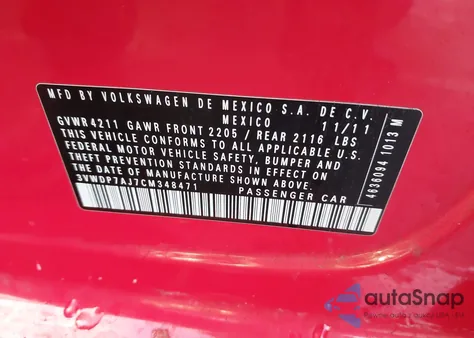 MFD BY VOLKSWAGEN DE MEXICO S.A. DE C.V.
MEXICO 11/11
GVWR 4211 GAWR FRONT 2205 / REAR 2116 LBS
THIS VEHICLE CONFORMS TO ALL APPLICABLE U.S.
FEDERAL MOTOR VEHICLE SAFETY, BUMPER AND
THEFT PREVENTION STANDARDS IN EFFECT
ON THE DATE OF MANUFACTURE SHOWN ABOVE.
3VWDP7AJ7CM348471 PASSENGER CAR
4636094 1013 M
autoSnap